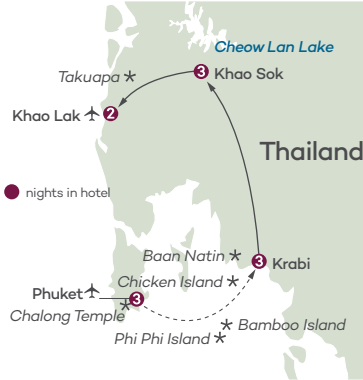 Cheow Lan Lake
Takuapa
3
Khao Sok
Khao Lak
2
Thailand
nights in hotel
Baan Natin
3
Krabi
Chicken Island
Phuket
3
Chalong Temple
Bamboo Island
Phi Phi Island